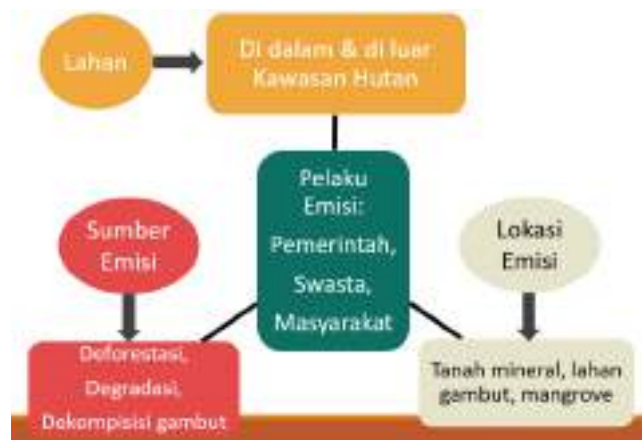 Lahan
Di dalam & di luar
Kawasan Hutan
Pelaku
Emisi:
Pemerintah,
Swasta,
Masyarakat
Sumber
Emisi
Lokasi
Emisi
Deforestasi,
Degradasi,
Dekompisisi gambut
Tanah mineral, lahan
gambut, mangrove